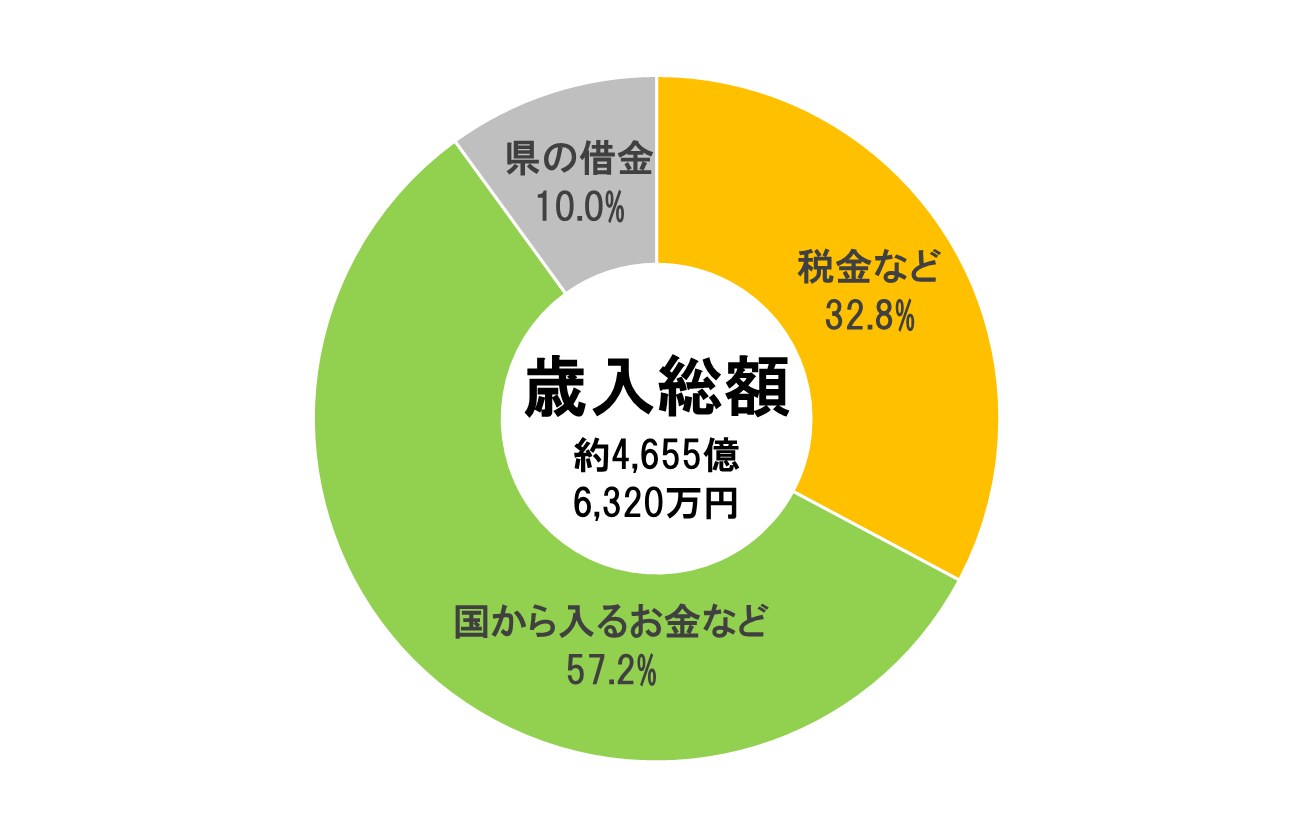 県の借金
10.0%
税金など
32.8%
歳入総額
約4,655億
6,320万円
国から入るお金など
57.2%